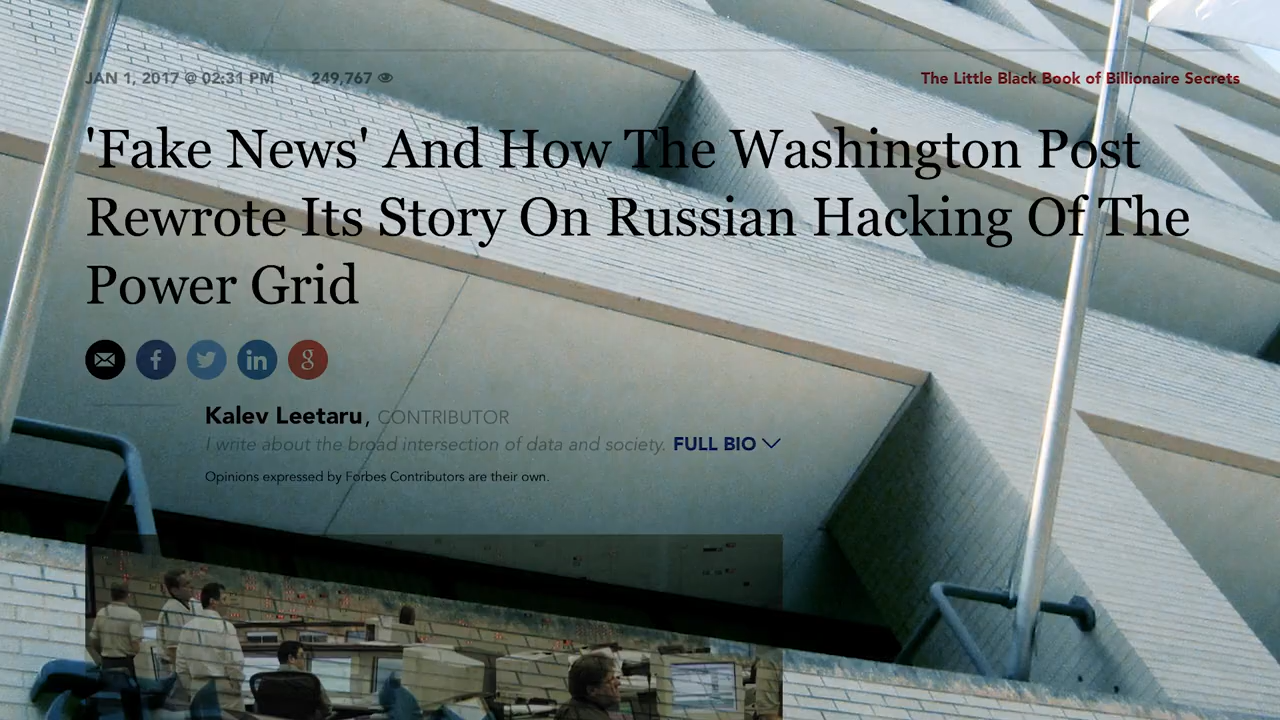 JAN 1, 2017 @ 02:31 PM 249,767
The Little Black Book of Billionaire Secrets
'Fake News' And How The Washington Post
Rewrote Its Story On Russian Hacking Of The
Power Grid
Kalev Leetaru, CONTRIBUTOR
I write about the broad intersection of data and society. FULL BIO
Opinions expressed by Forbes Contributors are their own.